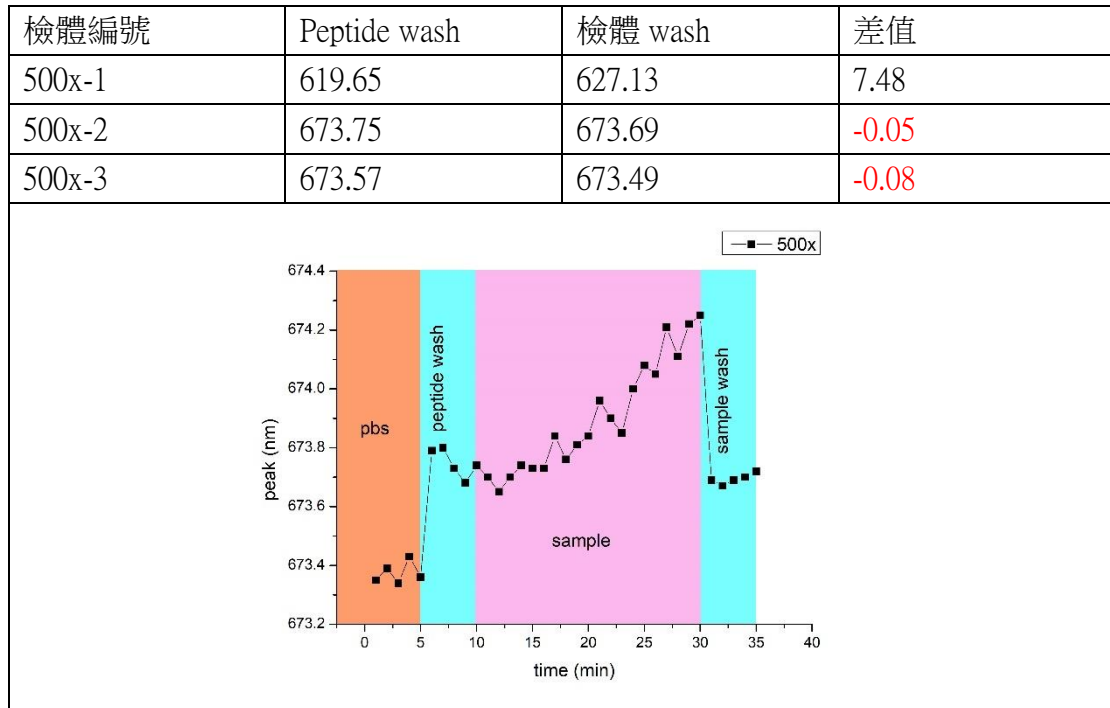 檢體編號 Peptide wash 檢體 wash 差值
500x-1 619.65 627.13 7.48
500x-2 673.75 673.69 -0.05
500x-3 673.57 673.49 -0.08
500x
674.4
674.2
674.0
673.8
673.6
673.4
673.2
peak (nm)
pbs
peptide wash
sample
sample wash
0 5 10 15 20 25 30 35 40
time (min)